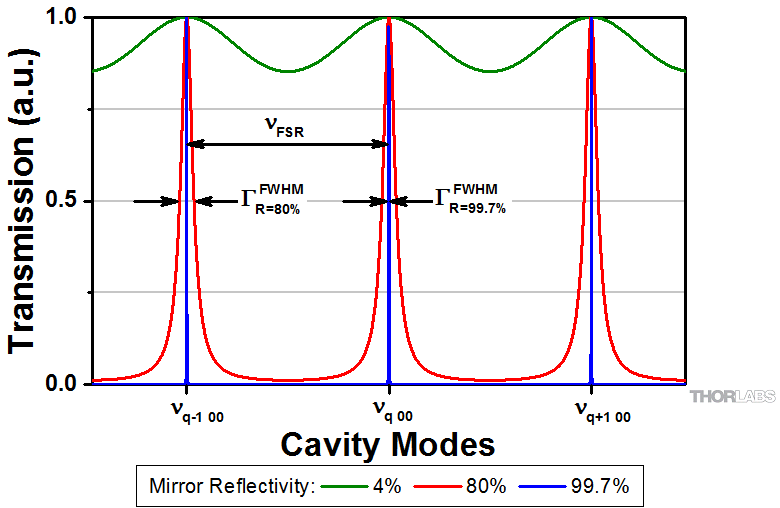 1.0
0.5
0.0
Transmission (a.u.)
νFSR
ΓFWHM R=80%
ΓFWHM R=99.7%
νq-1 00
νq 00
νq+1 00
THORLABS
Cavity Modes
Mirror Reflectivity: 4% 80% 99.7%